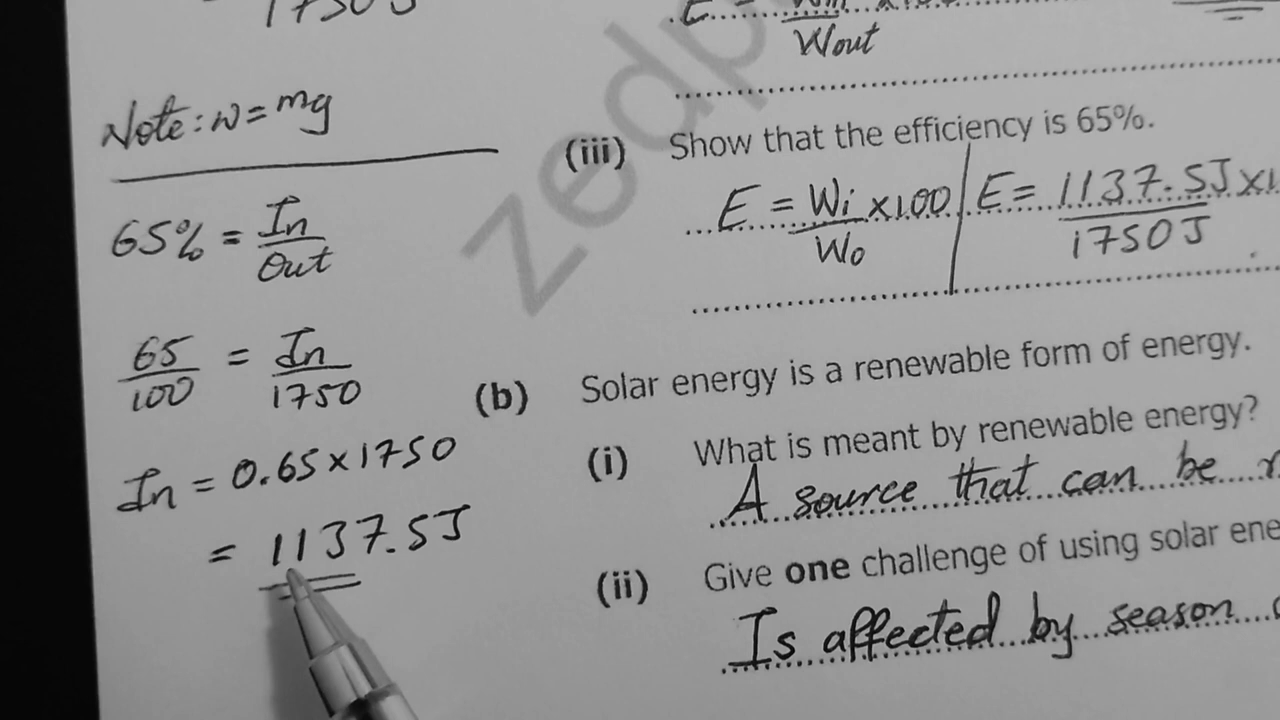 1750J
Note: w = mg
65% = In/Out
65/100 = In/1750
In = 0.65 × 1750
= 1137.5J
Wout
(iii) Show that the efficiency is 65%.
E = Wi/Wo × 100 | E = 1137.5J/1750J × 1
(b) Solar energy is a renewable form of energy.
(i) What is meant by renewable energy?
A source that can be
(ii) Give one challenge of using solar ene
Is affected by season
zedp